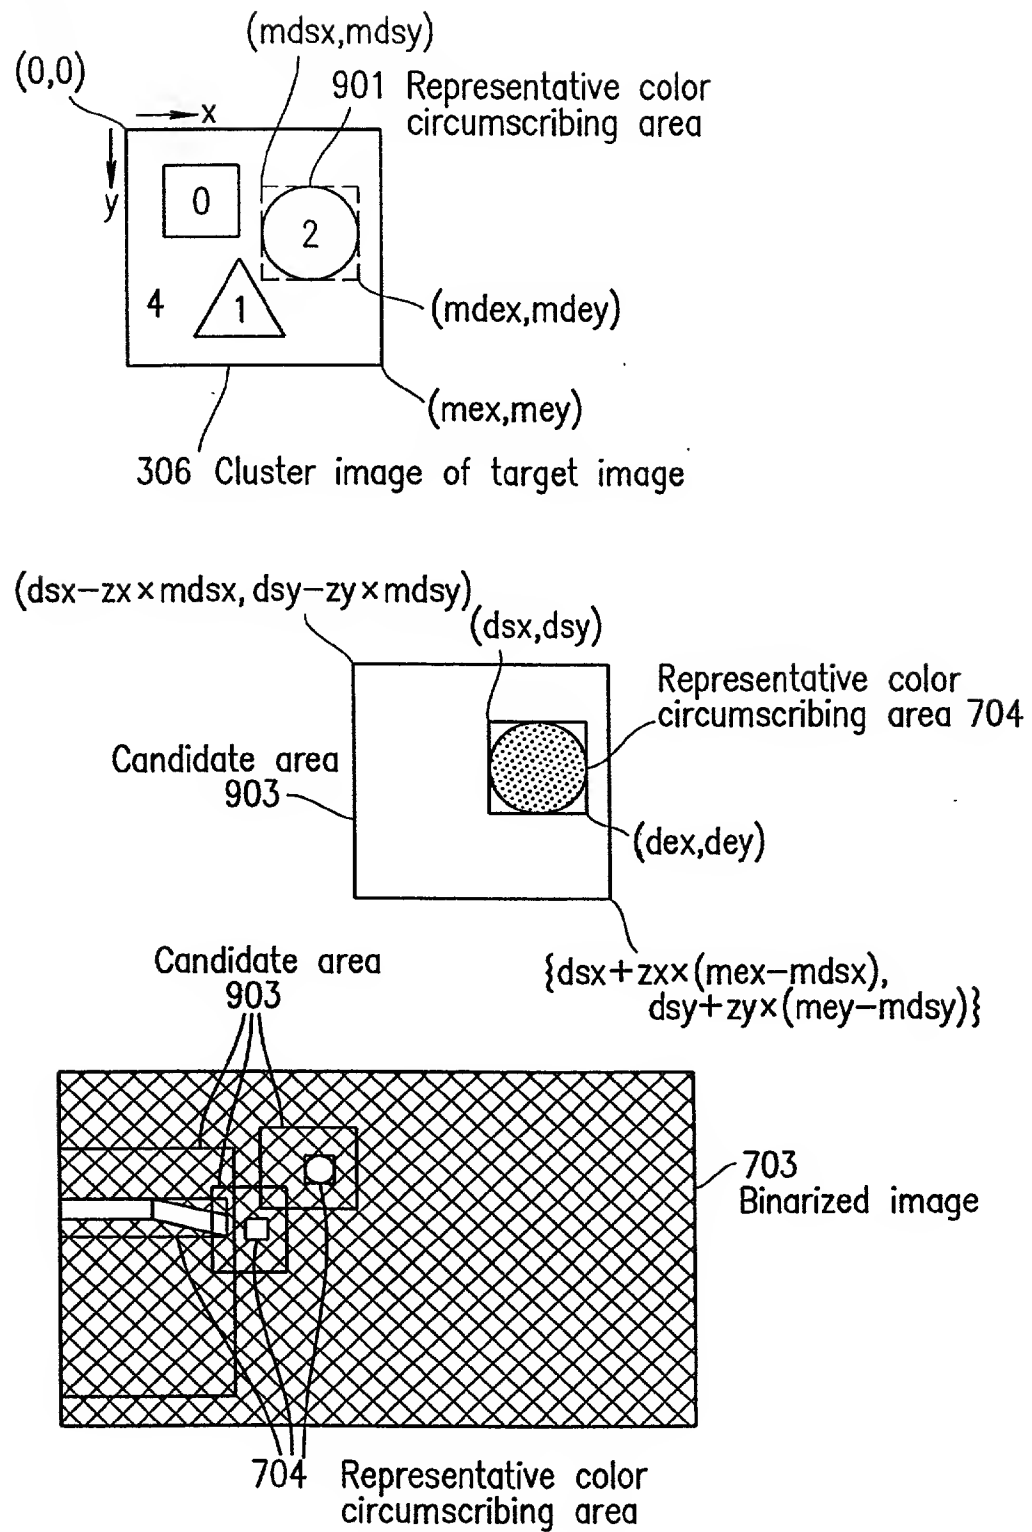 (mdsx,mdsy)
(0,0)
901 Representative color
circumscribing area
x
y
0
2
4
1
(mdex,mdey)
(mex,mey)
306 Cluster image of target image
(dsx−zx×mdsx, dsy−zy×mdsy)
(dsx,dsy)
Representative color
circumscribing area 704
Candidate area
903
(dex,dey)
{dsx+zx×(mex−mdsx),
dsy+zy×(mey−mdsy)}
Candidate area
903
703
Binarized image
704 Representative color
circumscribing area